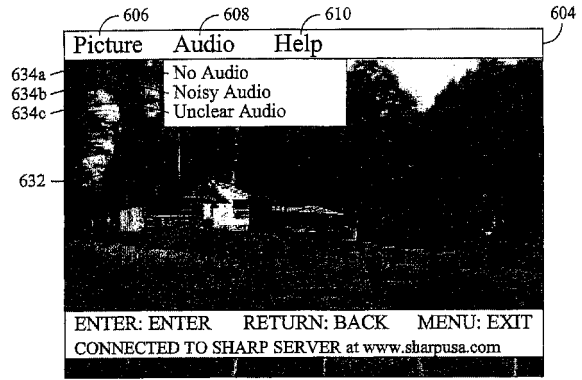 606 608 610 604
Picture Audio Help
634a No Audio
634b Noisy Audio
634c Unclear Audio
632
ENTER: ENTER RETURN: BACK MENU: EXIT
CONNECTED TO SHARP SERVER at www.sharpusa.com